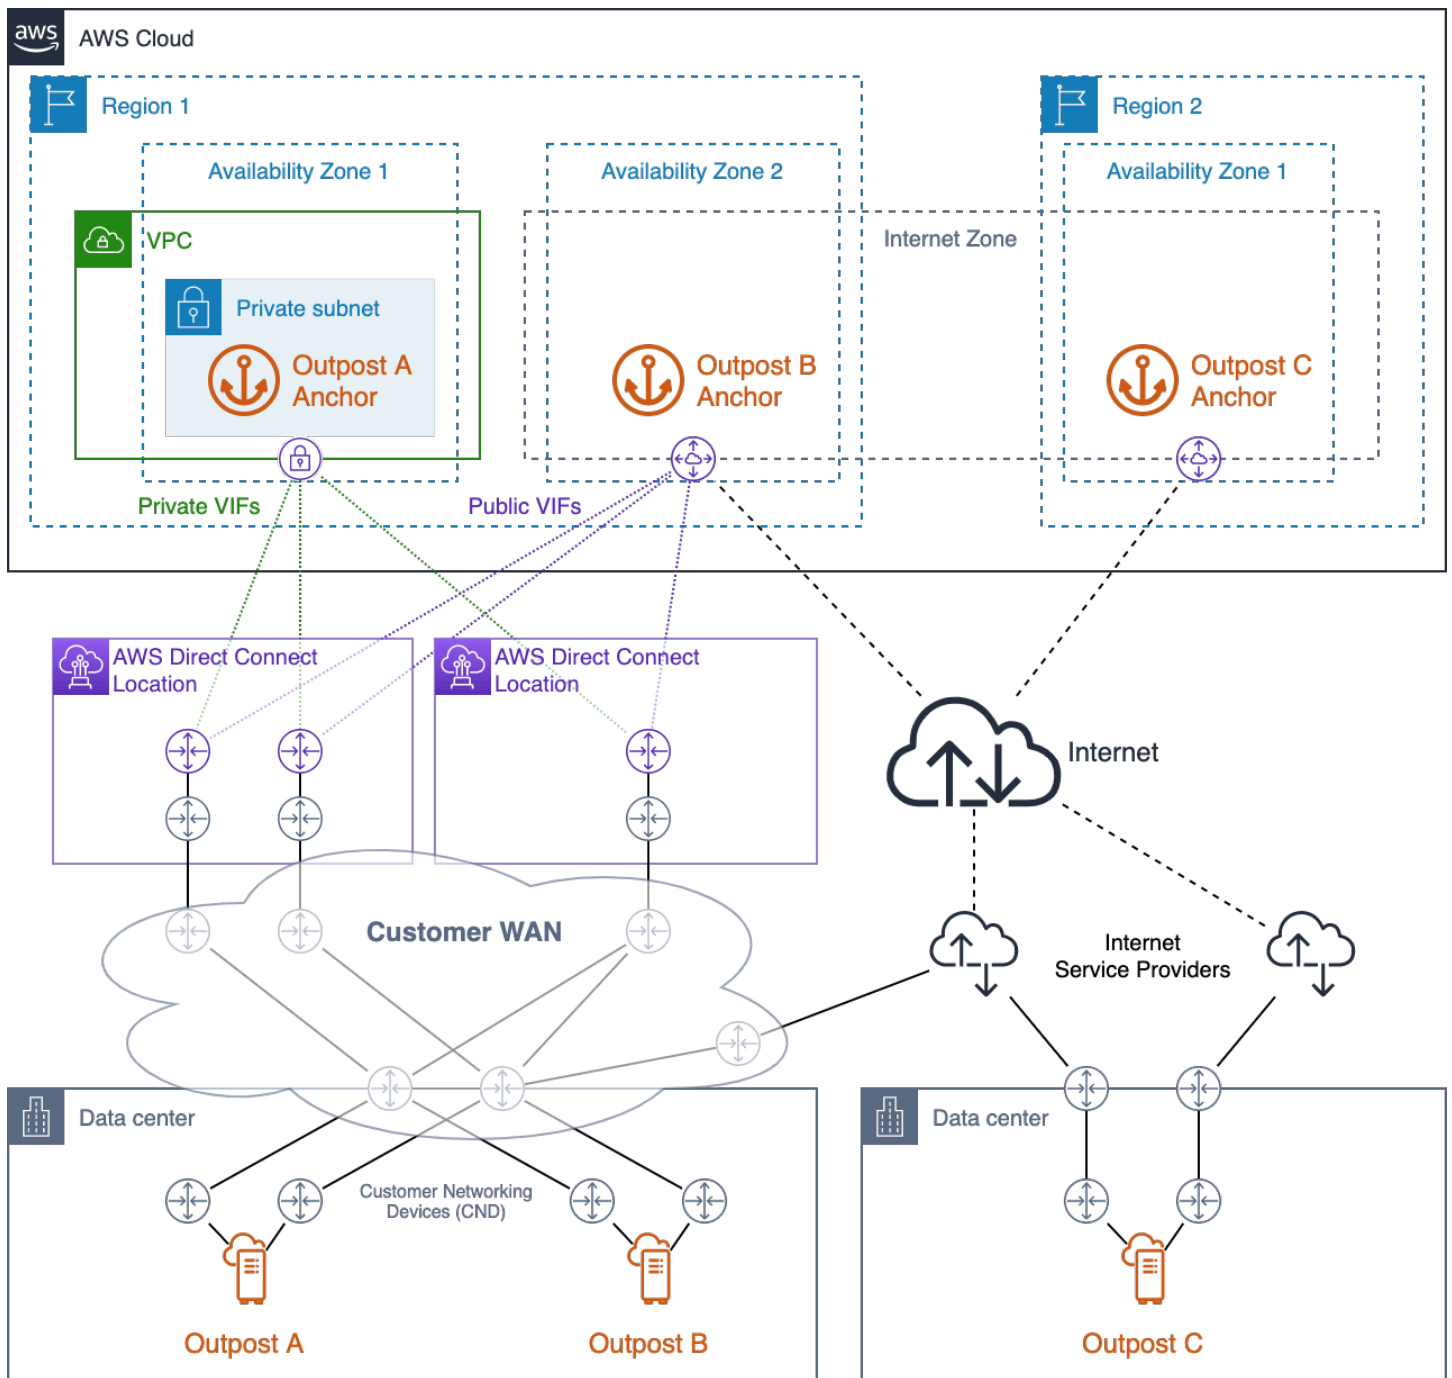 aws
AWS Cloud
Region 1
Region 2
Availability Zone 1
Availability Zone 2
Availability Zone 1
VPC
Internet Zone
Private subnet
Outpost A
Anchor
Outpost B
Anchor
Outpost C
Anchor
Private VIFs
Public VIFs
AWS Direct Connect
Location
AWS Direct Connect
Location
Internet
Customer WAN
Internet
Service Providers
Data center
Data center
Customer Networking
Devices (CND)
Outpost A
Outpost B
Outpost C